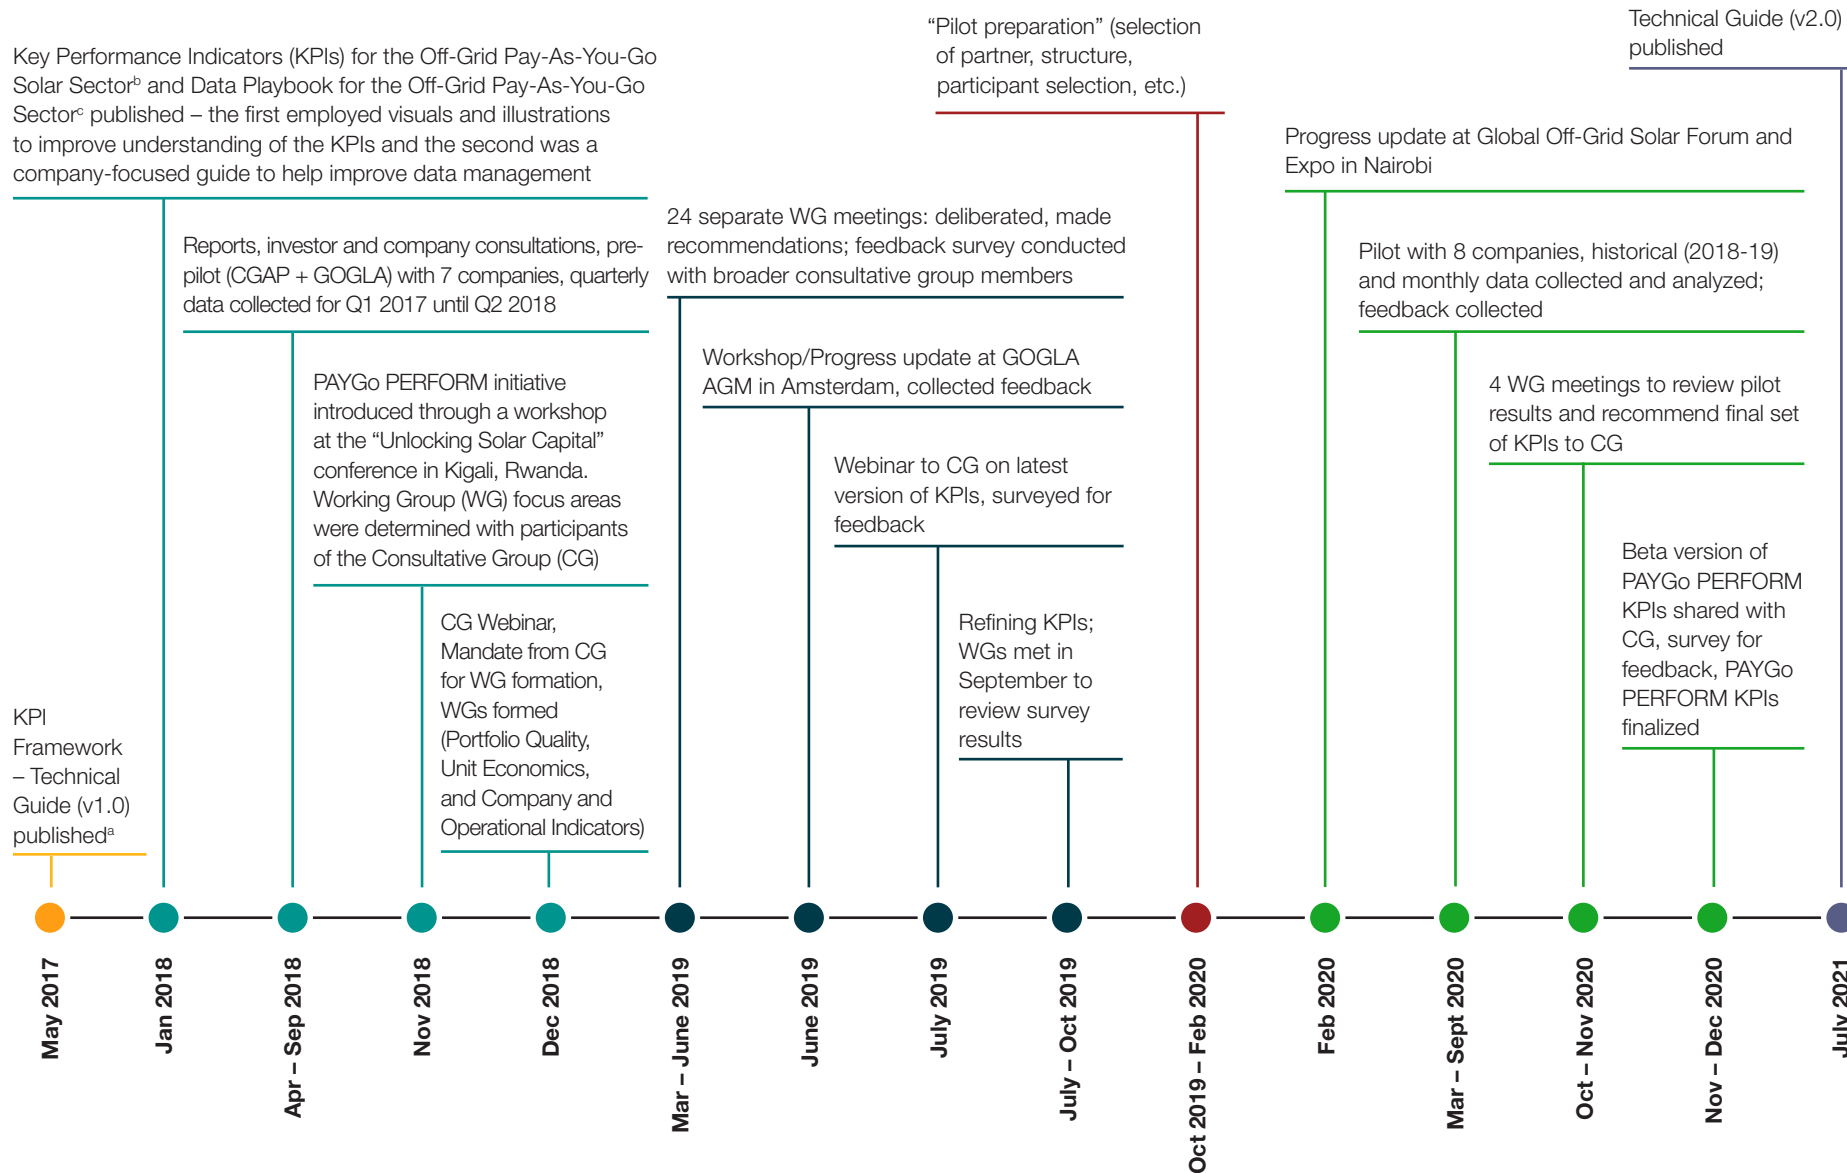 Key Performance Indicators (KPIs) for the Off-Grid Pay-As-You-Go
Solar Sectorᵇ and Data Playbook for the Off-Grid Pay-As-You-Go
Sectorᶜ published – the first employed visuals and illustrations
to improve understanding of the KPIs and the second was a
company-focused guide to help improve data management
“Pilot preparation” (selection
of partner, structure,
participant selection, etc.)
Technical Guide (v2.0)
published
Progress update at Global Off-Grid Solar Forum and
Expo in Nairobi
Reports, investor and company consultations, pre-
pilot (CGAP + GOGLA) with 7 companies, quarterly
data collected for Q1 2017 until Q2 2018
24 separate WG meetings: deliberated, made
recommendations; feedback survey conducted
with broader consultative group members
Pilot with 8 companies, historical (2018-19)
and monthly data collected and analyzed;
feedback collected
PAYGo PERFORM initiative
introduced through a workshop
at the “Unlocking Solar Capital”
conference in Kigali, Rwanda.
Working Group (WG) focus areas
were determined with participants
of the Consultative Group (CG)
Workshop/Progress update at GOGLA
AGM in Amsterdam, collected feedback
4 WG meetings to review pilot
results and recommend final set
of KPIs to CG
Webinar to CG on latest
version of KPIs, surveyed for
feedback
Beta version of
PAYGo PERFORM
KPIs shared with
CG, survey for
feedback, PAYGo
PERFORM KPIs
finalized
CG Webinar,
Mandate from CG
for WG formation,
WGs formed
(Portfolio Quality,
Unit Economics,
and Company and
Operational Indicators)
Refining KPIs;
WGs met in
September to
review survey
results
KPI
Framework
– Technical
Guide (v1.0)
publishedᵃ
May 2017
Jan 2018
Apr – Sep 2018
Nov 2018
Dec 2018
Mar – June 2019
June 2019
July 2019
July – Oct 2019
Oct 2019 – Feb 2020
Feb 2020
Mar – Sept 2020
Oct – Nov 2020
Nov – Dec 2020
July 2021